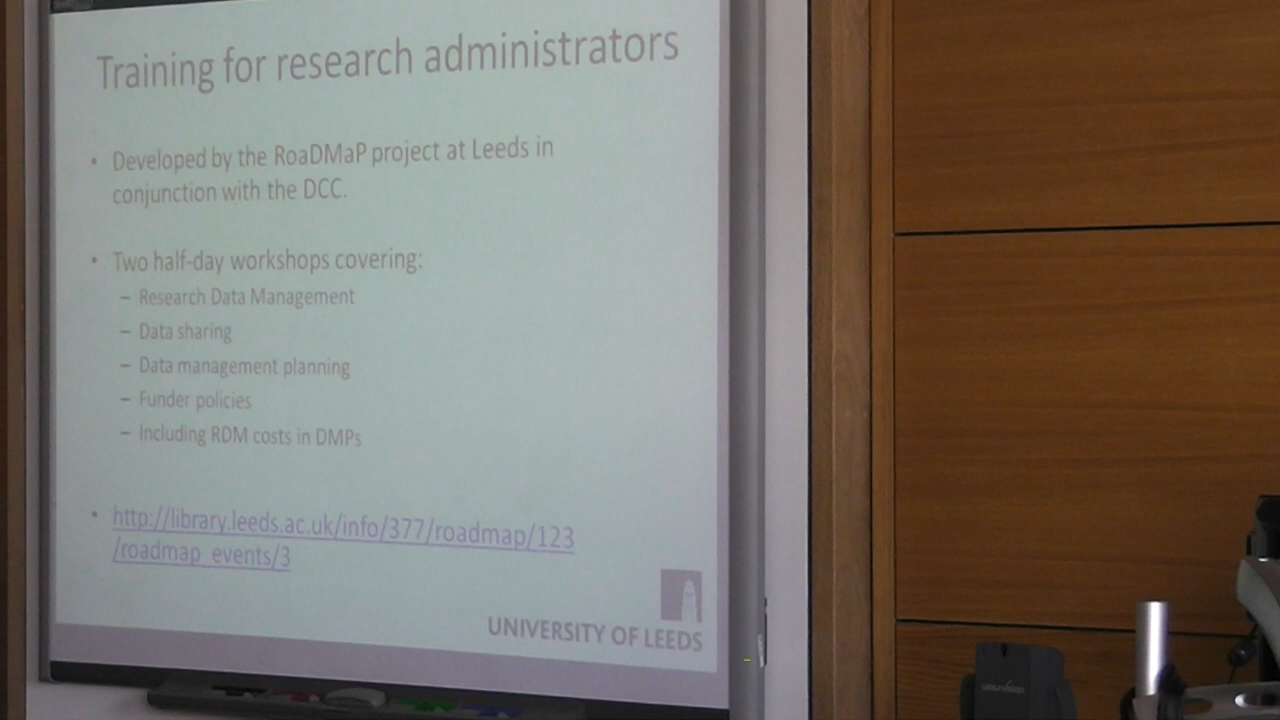 Training for research administrators
• Developed by the RoaDMaP project at Leeds in
conjunction with the DCC.
• Two half-day workshops covering:
– Research Data Management
– Data sharing
– Data management planning
– Funder policies
– Including RDM costs in DMPs
• http://library.leeds.ac.uk/info/377/roadmap/123
/roadmap_events/3
UNIVERSITY OF LEEDS